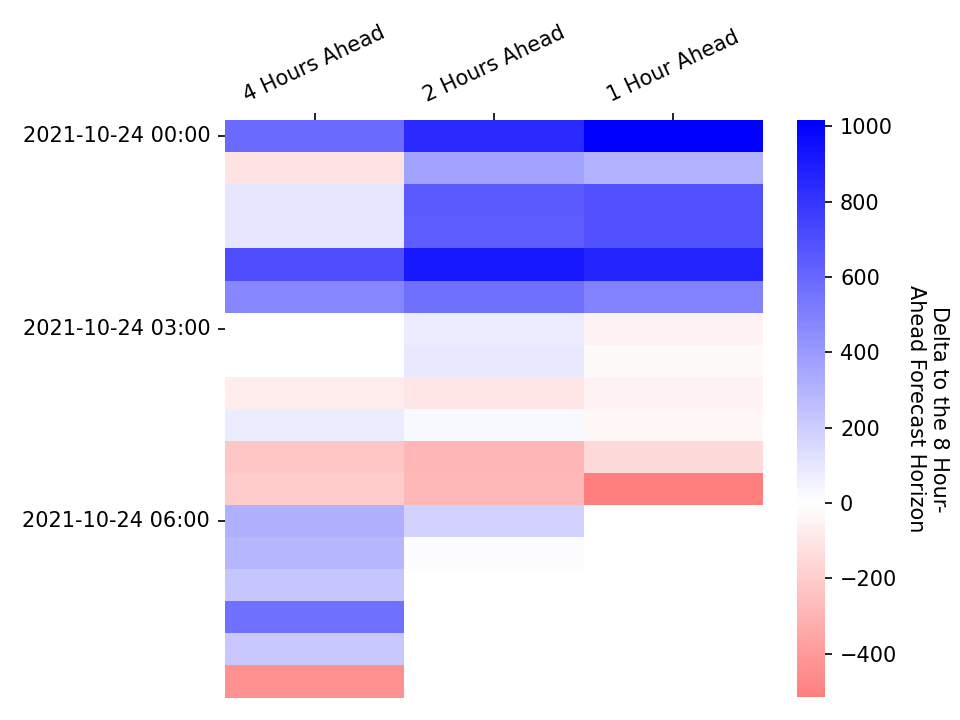 4 Hours Ahead
2 Hours Ahead
1 Hour Ahead
2021-10-24 00:00
2021-10-24 03:00
2021-10-24 06:00
1000
800
600
400
200
0
−200
−400
Delta to the 8 Hour-
Ahead Forecast Horizon